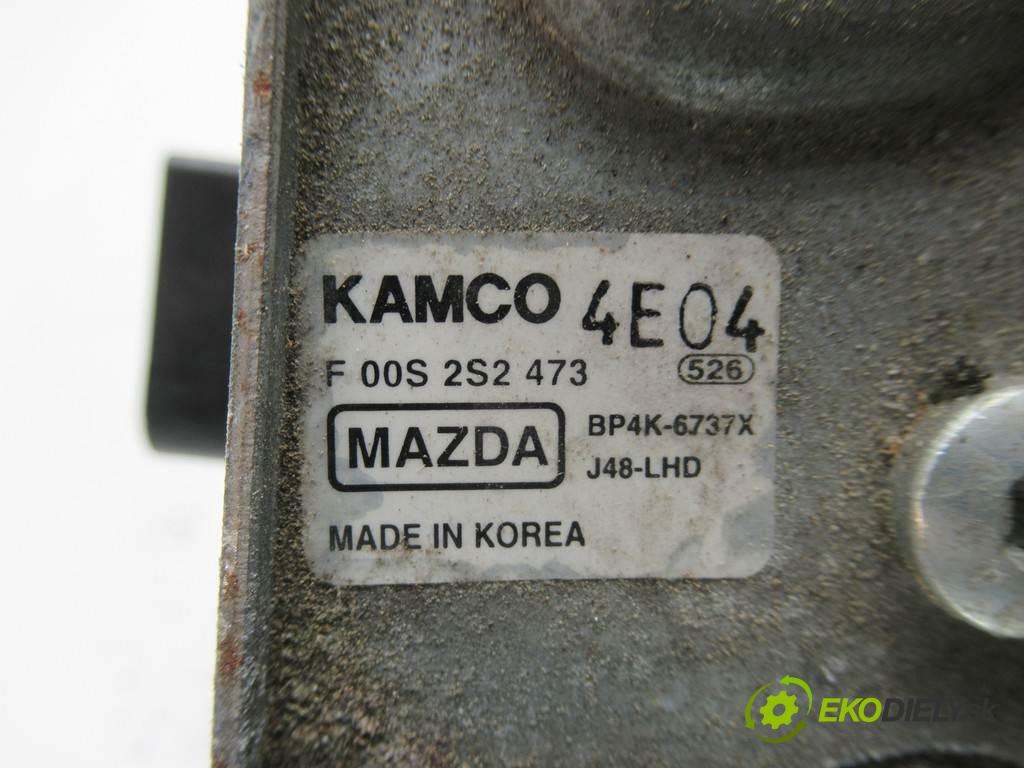 KAMCO 4E04
F 00S 2S2 473 526
MAZDA BP4K-6737X
J48-LHD
MADE IN KOREA
EKODIELY.sk